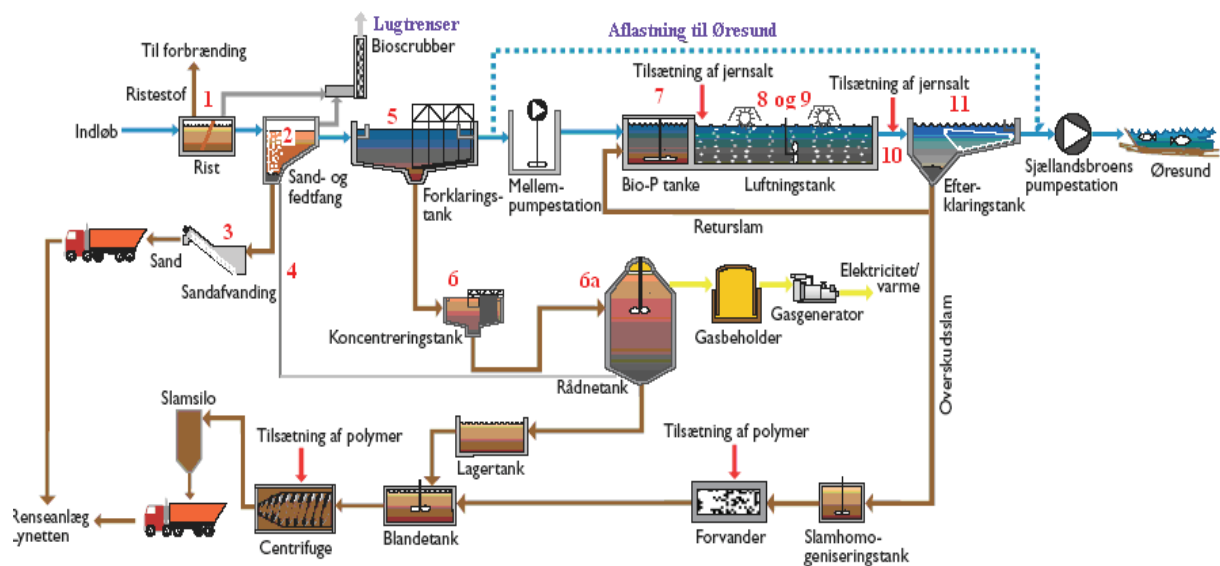 Lugtrenser
Bioscrubber
Aflastning til Øresund
Til forbrænding
Ristestof
Tilsætning af jernsalt
Tilsætning af jernsalt
1
5
7
8 og 9
11
Indløb
2
10
Rist
Sand- og
fedtfang
Forklarings-
tank
Mellem-
pumpestation
Bio-P tanke
Luftningstank
Efter-
klaringstank
Sjællandsbroens
pumpestation
Øresund
Returslam
3
4
Sand
Sandafvanding
6
6a
Elektricitet/
varme
Koncentreringstank
Gasbeholder
Gasgenerator
Rådnetank
Overskudsslam
Slamsilo
Tilsætning af polymer
Tilsætning af polymer
Lagertank
Renseanlæg
Lynetten
Centrifuge
Blandetank
Forvander
Slamhomo-
geniseringstank